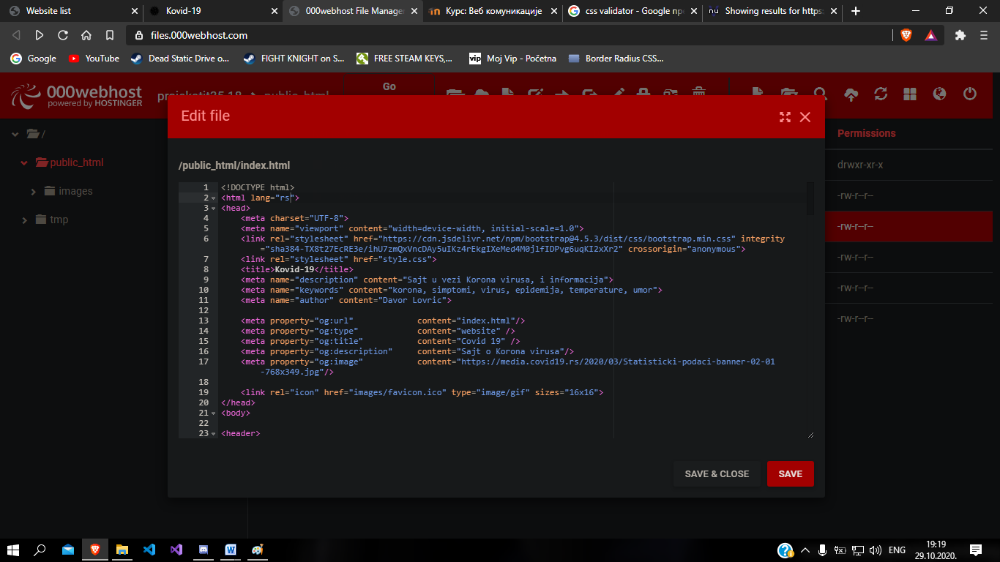 Website list
Kovid-19
000webhost File Manage
Курс: Веб комуникације
css validator - Google пр
Showing results for https:
files.000webhost.com
Google
YouTube
Dead Static Drive o...
FIGHT KNIGHT on S...
FREE STEAM KEYS,...
vip Moj Vip - Početna
Border Radius CSS...
000webhost
powered by HOSTINGER
Go
/
public_html
images
tmp
Permissions
drwxr-xr-x
-rw-r--r--
-rw-r--r--
-rw-r--r--
-rw-r--r--
-rw-r--r--
Edit file
/public_html/index.html
1 <!DOCTYPE html>
2 <html lang="rs">
3 <head>
4 <meta charset="UTF-8">
5 <meta name="viewport" content="width=device-width, initial-scale=1.0">
6 <link rel="stylesheet" href="https://cdn.jsdelivr.net/npm/bootstrap@4.5.3/dist/css/bootstrap.min.css" integrity
="sha384-TX8t27EcRE3e/ihU7zmQxVncDAy5uIKz4rEkgIXeMed4M0jlfIDPvg6uqKI2xXr2" crossorigin="anonymous">
7 <link rel="stylesheet" href="style.css">
8 <title>Kovid-19</title>
9 <meta name="description" content="Sajt u vezi Korona virusa, i informacija">
10 <meta name="keywords" content="korona, simptomi, virus, epidemija, temperature, umor">
11 <meta name="author" content="Davor Lovric">
12
13 <meta property="og:url" content="index.html"/>
14 <meta property="og:type" content="website" />
15 <meta property="og:title" content="Covid 19" />
16 <meta property="og:description" content="Sajt o Korona virusa"/>
17 <meta property="og:image" content="https://media.covid19.rs/2020/03/Statisticki-podaci-banner-02-01
-768x349.jpg"/>
18
19 <link rel="icon" href="images/favicon.ico" type="image/gif" sizes="16x16">
20 </head>
21 <body>
22
23 <header>
SAVE & CLOSE
SAVE
ENG
19:19
29.10.2020.